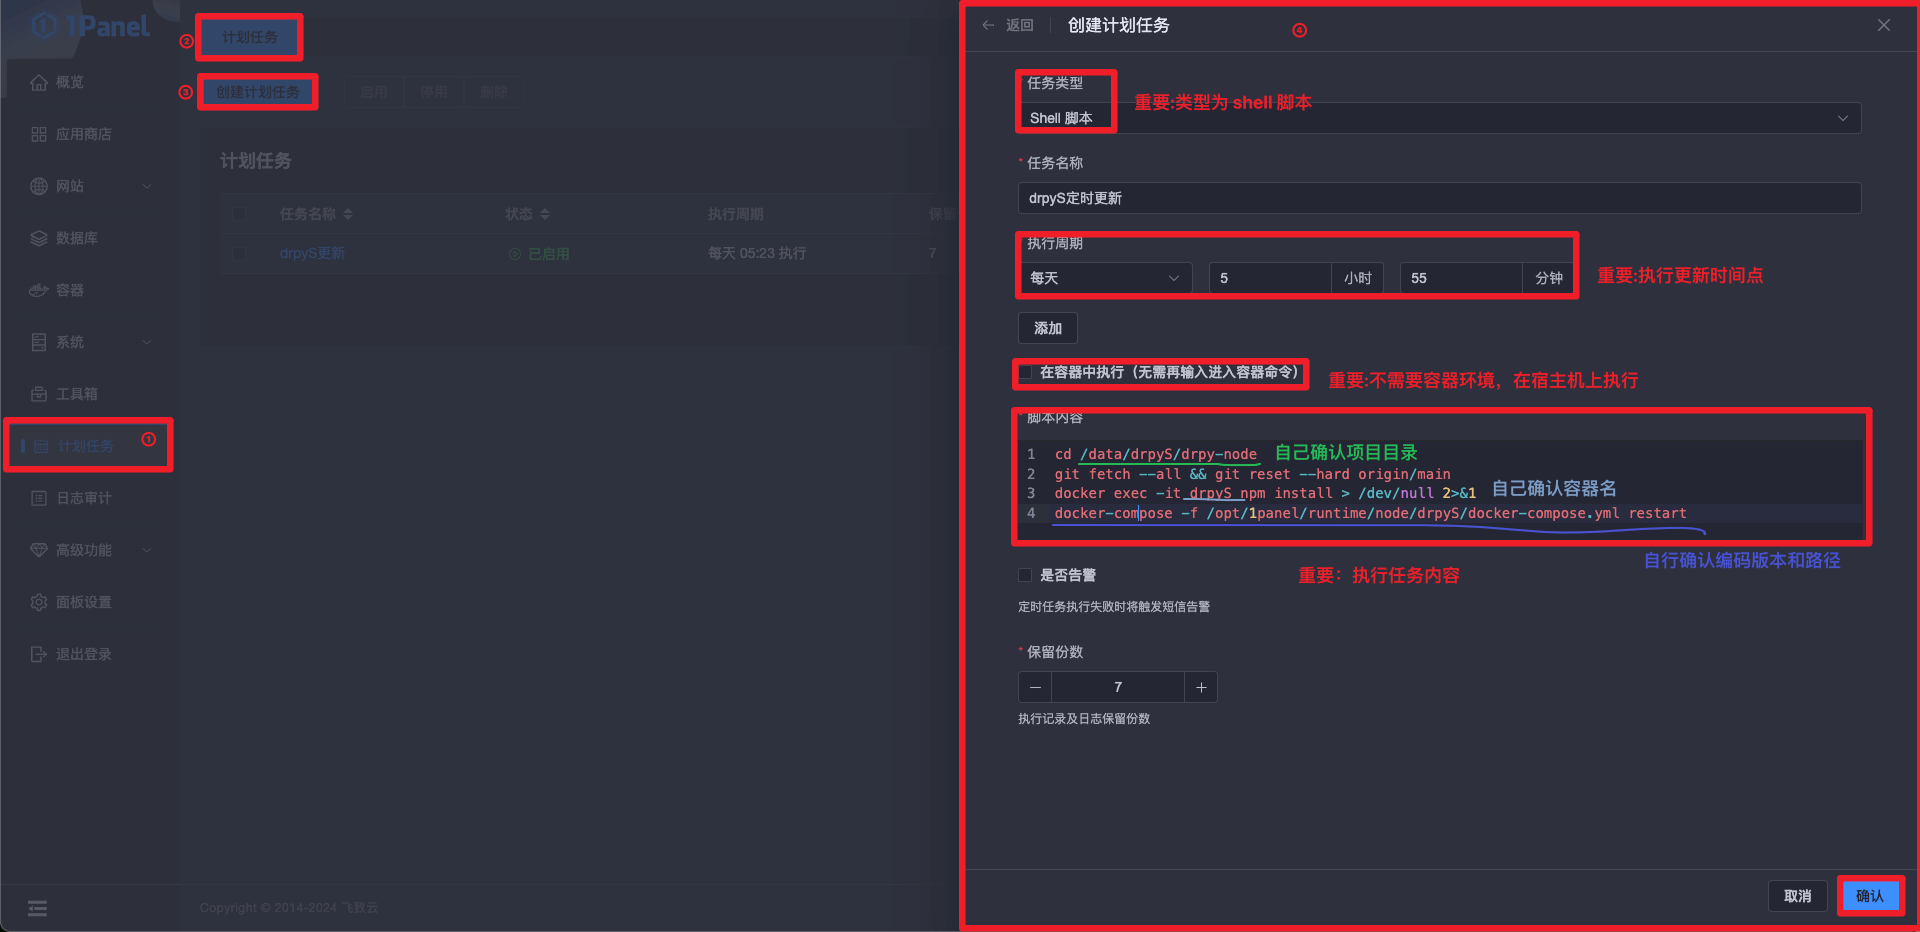 1Panel
概览
应用商店
网站
数据库
容器
系统
工具箱
计划任务
①
日志审计
高级功能
面板设置
退出登录
②
计划任务
③
创建计划任务
启用
停用
删除
计划任务
任务名称
状态
执行周期
保留
drpyS更新
已启用
每天 05:23 执行
7
Copyright © 2014-2024 飞致云
返回
创建计划任务
④
任务类型
Shell 脚本
重要:类型为 shell 脚本
* 任务名称
drpyS定时更新
执行周期
每天
5
小时
55
分钟
重要:执行更新时间点
添加
在容器中执行（无需再输入进入容器命令）
重要:不需要容器环境，在宿主机上执行
* 脚本内容
1 cd /data/drpyS/drpy-node
自己确认项目目录
2 git fetch --all && git reset --hard origin/main
3 docker exec -it drpyS npm install > /dev/null 2>&1
自己确认容器名
4 docker-compose -f /opt/1panel/runtime/node/drpyS/docker-compose.yml restart
自行确认编码版本和路径
是否告警
重要：执行任务内容
定时任务执行失败时将触发短信告警
* 保留份数
7
执行记录及日志保留份数
取消
确认